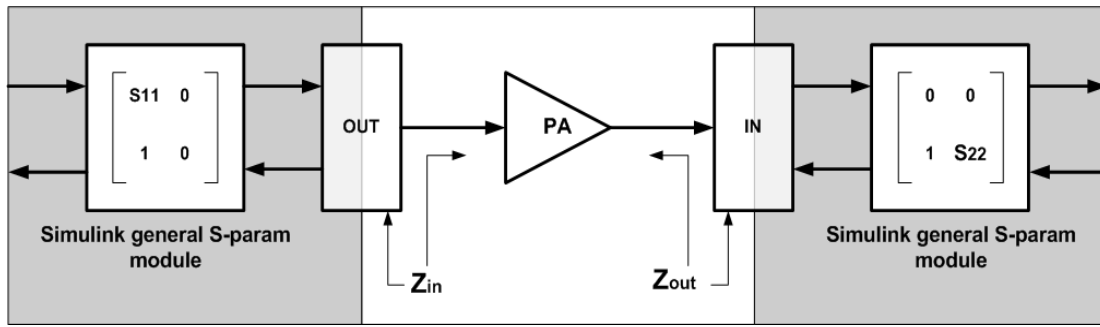 S11 0
1 0
OUT
PA
IN
0 0
1 S22
Simulink general S-param
module
Zin
Zout
Simulink general S-param
module